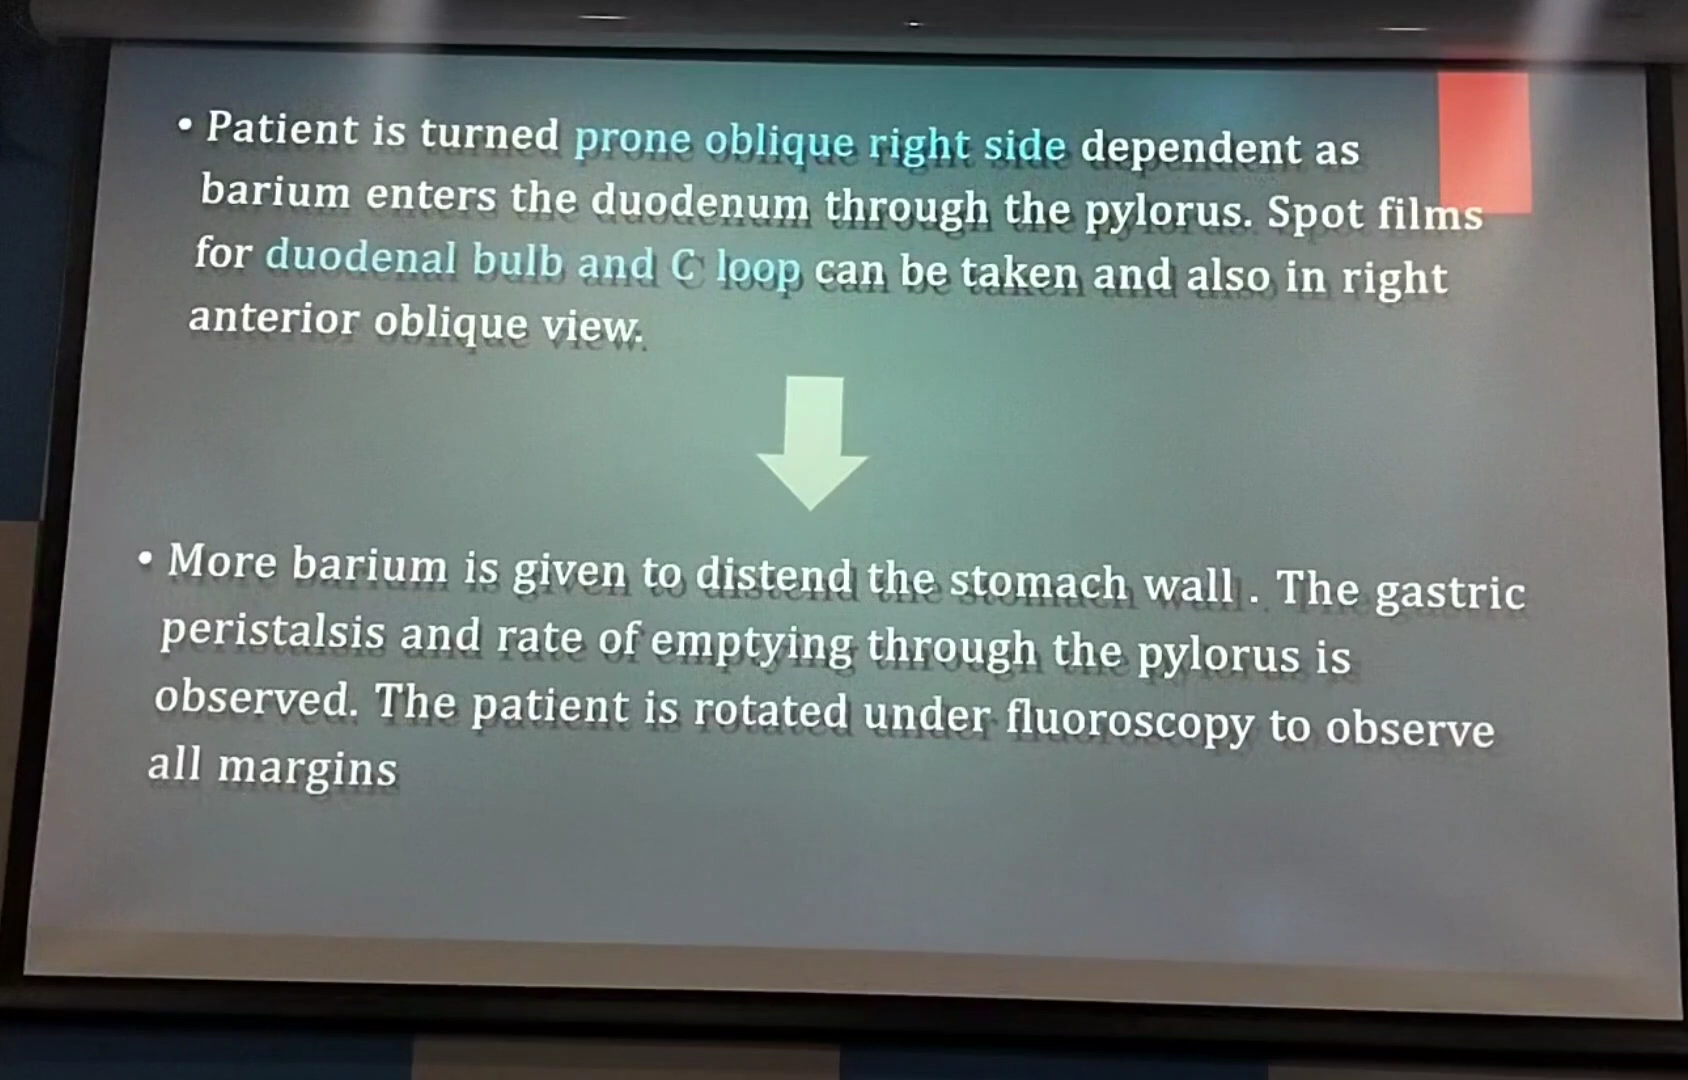 • Patient is turned prone oblique right side dependent as
barium enters the duodenum through the pylorus. Spot films
for duodenal bulb and C loop can be taken and also in right
anterior oblique view.
• More barium is given to distend the stomach wall . The gastric
peristalsis and rate of emptying through the pylorus is
observed. The patient is rotated under fluoroscopy to observe
all margins